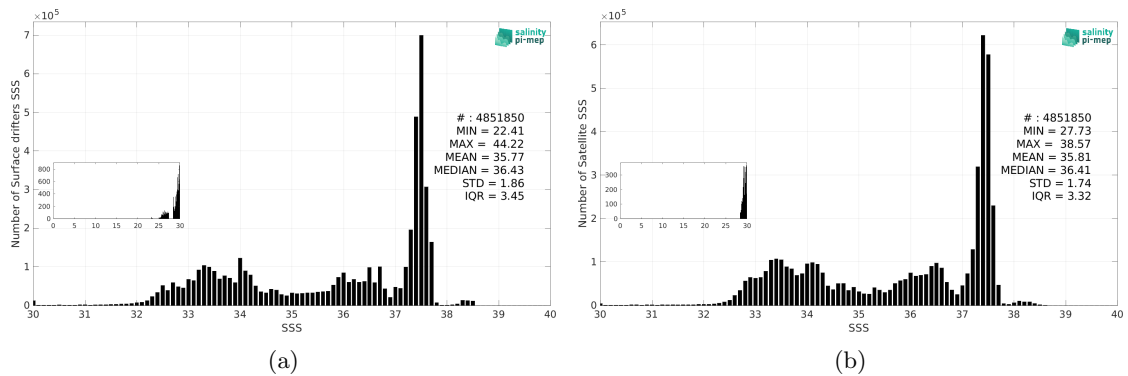 ×10⁵
salinity
pi-mep
7
6
5
4
3
2
1
0
Number of Surface drifters SSS
# : 4851850
MIN = 22.41
MAX = 44.22
MEAN = 35.77
MEDIAN = 36.43
STD = 1.86
IQR = 3.45
800
600
400
200
0
0 5 10 15 20 25 30
30 31 32 33 34 35 36 37 38 39 40
SSS
(a)
×10⁵
salinity
pi-mep
6
5
4
3
2
1
0
Number of Satellite SSS
# : 4851850
MIN = 27.73
MAX = 38.57
MEAN = 35.81
MEDIAN = 36.41
STD = 1.74
IQR = 3.32
300
200
100
0
0 5 10 15 20 25 30
30 31 32 33 34 35 36 37 38 39 40
SSS
(b)